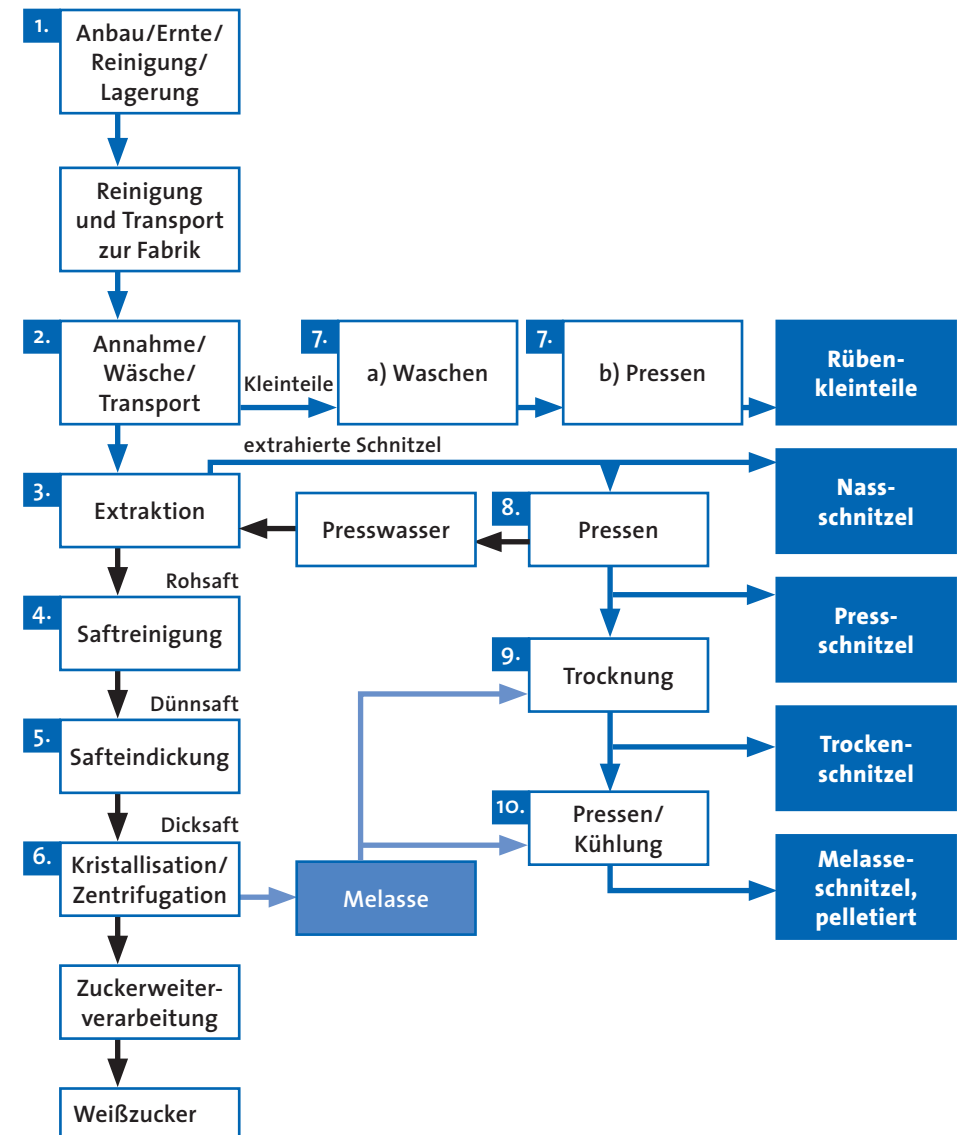 1.
Anbau/Ernte/
Reinigung/
Lagerung
Reinigung
und Transport
zur Fabrik
2.
Annahme/
Wäsche/
Transport
Kleinteile
7.
a) Waschen
7.
b) Pressen
Rüben-
kleinteile
extrahierte Schnitzel
Nass-
schnitzel
3.
Extraktion
Presswasser
8.
Pressen
Rohsaft
Press-
schnitzel
4.
Saftreinigung
9.
Trocknung
Dünnsaft
Trocken-
schnitzel
5.
Safteindickung
10.
Pressen/
Kühlung
Dicksaft
6.
Kristallisation/
Zentrifugation
Melasse
Melasse-
schnitzel,
pelletiert
Zuckerweiter-
verarbeitung
Weißzucker